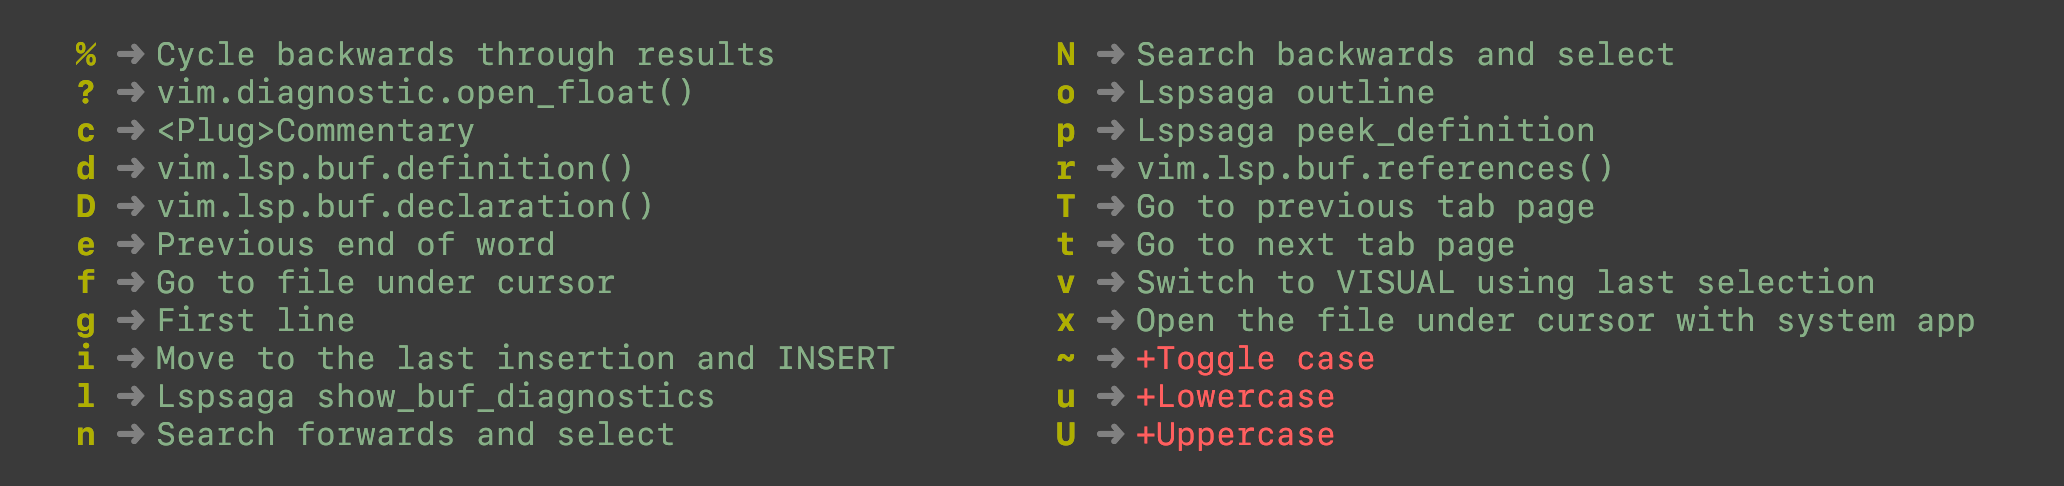 % ➜ Cycle backwards through results
? ➜ vim.diagnostic.open_float()
c ➜ <Plug>Commentary
d ➜ vim.lsp.buf.definition()
D ➜ vim.lsp.buf.declaration()
e ➜ Previous end of word
f ➜ Go to file under cursor
g ➜ First line
i ➜ Move to the last insertion and INSERT
l ➜ Lspsaga show_buf_diagnostics
n ➜ Search forwards and select
N ➜ Search backwards and select
o ➜ Lspsaga outline
p ➜ Lspsaga peek_definition
r ➜ vim.lsp.buf.references()
T ➜ Go to previous tab page
t ➜ Go to next tab page
v ➜ Switch to VISUAL using last selection
x ➜ Open the file under cursor with system app
~ ➜ +Toggle case
u ➜ +Lowercase
U ➜ +Uppercase